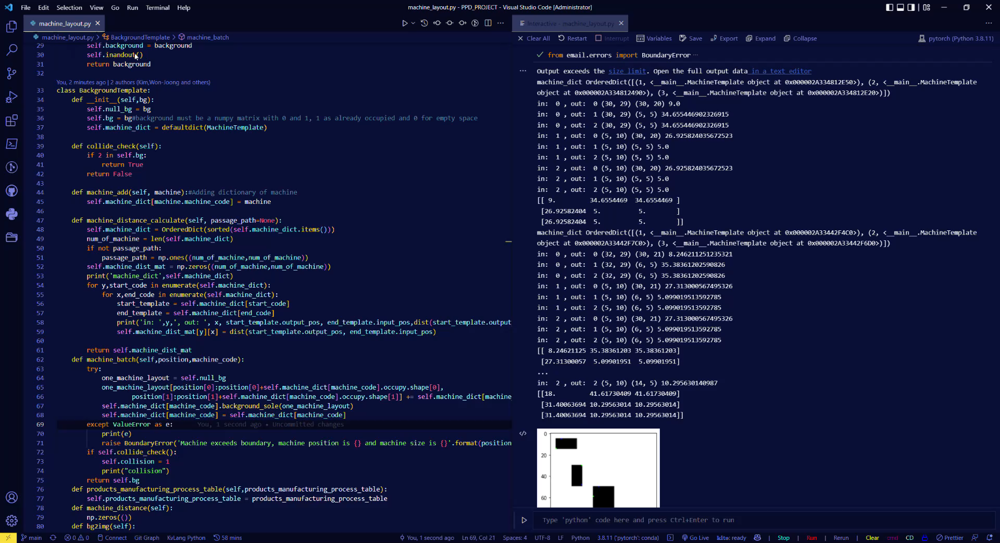 File Edit Selection View Go Run Terminal Help
machine_layout.py - PPD_PROJECT - Visual Studio Code [Administrator]
machine_layout.py
machine_layout.py > BackgroundTemplate > machine_batch
29 self.background = background
30 self.inandout()
31 return background
32
You, 2 minutes ago | 2 authors (Kim,Won-Joong and others)
33 class BackgroundTemplate:
34 def __init__(self,bg):
35 self.null_bg = bg
36 self.bg = bg#background must be a numpy matrix with 0 and 1, 1 as already occupied and 0 for empty space
37 self.machine_dict = defaultdict(MachineTemplate)
38
39 def collide_check(self):
40 if 2 in self.bg:
41 return True
42 return False
43
44 def machine_add(self, machine):#Adding dictionary of machine
45 self.machine_dict[machine.machine_code] = machine
46
47 def machine_distance_calculate(self, passage_path=None):
48 self.machine_dict = OrderedDict(sorted(self.machine_dict.items()))
49 num_of_machine = len(self.machine_dict)
50 if not passage_path:
51 passage_path = np.ones((num_of_machine,num_of_machine))
52 self.machine_dist_mat = np.zeros((num_of_machine,num_of_machine))
53 print('machine_dict',self.machine_dict)
54 for y,start_code in enumerate(self.machine_dict):
55 for x,end_code in enumerate(self.machine_dict):
56 start_template = self.machine_dict[start_code]
57 end_template = self.machine_dict[end_code]
58 print('in: ',y,', out: ', x, start_template.output_pos, end_template.input_pos,dist(start_template.output
59 self.machine_dist_mat[y][x] = dist(start_template.output_pos, end_template.input_pos)
60
61 return self.machine_dist_mat
62 def machine_batch(self,position,machine_code):
63 try:
64 one_machine_layout = self.null_bg
65 one_machine_layout[position[0]:position[0]+self.machine_dict[machine_code].occupy.shape[0],
66 position[1]:position[1]+self.machine_dict[machine_code].occupy.shape[1]] += self.machine_dict[machine
67 self.machine_dict[machine_code].background_sole(one_machine_layout)
68 self.machine_dict[machine_code] = self.machine_dict[machine_code]
69 except ValueError as e: You, 1 second ago • Uncommitted changes
70 print(e)
71 raise BoundaryError('Machine exceeds boundary, machine position is {} and machine size is {}'.format(position
72 if self.collide_check():
73 self.collision = 1
74 print("collision")
75 return self.bg
76 def products_manufacturing_process_table(self,products_manufacturing_process_table):
77 self.products_manufacturing_process_table = products_manufacturing_process_table
78 def machine_distance(self):
79 np.zeros(())
80 def bg2img(self):
Interactive - machine_layout.py
Clear All Restart Interrupt Variables Save Export Expand Collapse pytorch (Python 3.8.11)
from email.errors import BoundaryError ...
Output exceeds the size limit. Open the full output data in a text editor
machine_dict OrderedDict([(1, <__main__.MachineTemplate object at 0x000002A334812E50>), (2, <__main__.MachineTemplate
object at 0x000002A334812490>), (3, <__main__.MachineTemplate object at 0x000002A334812E20>)])
in: 0 , out: 0 (30, 29) (30, 20) 9.0
in: 0 , out: 1 (30, 29) (5, 5) 34.655446902326915
in: 0 , out: 2 (30, 29) (5, 5) 34.655446902326915
in: 1 , out: 0 (5, 10) (30, 20) 26.925824035672523
in: 1 , out: 1 (5, 10) (5, 5) 5.0
in: 1 , out: 2 (5, 10) (5, 5) 5.0
in: 2 , out: 0 (5, 10) (30, 20) 26.925824035672523
in: 2 , out: 1 (5, 10) (5, 5) 5.0
in: 2 , out: 2 (5, 10) (5, 5) 5.0
[[ 9. 34.6554469 34.6554469 ]
[26.92582404 5. 5. ]
[26.92582404 5. 5. ]]
machine_dict OrderedDict([(1, <__main__.MachineTemplate object at 0x000002A33442F4C0>), (2, <__main__.MachineTemplate
object at 0x000002A33442F7C0>), (3, <__main__.MachineTemplate object at 0x000002A33442F6D0>)])
in: 0 , out: 0 (32, 29) (30, 21) 8.246211251235321
in: 0 , out: 1 (32, 29) (6, 5) 35.38361202590826
in: 0 , out: 2 (32, 29) (6, 5) 35.38361202590826
in: 1 , out: 0 (5, 10) (30, 21) 27.313000567495326
in: 1 , out: 1 (5, 10) (6, 5) 5.099019513592785
in: 1 , out: 2 (5, 10) (6, 5) 5.099019513592785
in: 2 , out: 0 (5, 10) (30, 21) 27.313000567495326
in: 2 , out: 1 (5, 10) (6, 5) 5.099019513592785
in: 2 , out: 2 (5, 10) (6, 5) 5.099019513592785
[[ 8.24621125 35.38361203 35.38361203]
[27.31300057 5.09901951 5.09901951]
...
in: 2 , out: 2 (5, 10) (14, 5) 10.295630140987
[[18. 41.61730409 41.61730409]
[31.40063694 10.29563014 10.29563014]
[31.40063694 10.29563014 10.29563014]]
0
20
40
60
Type 'python' code here and press Ctrl+Enter to run
main 0 0 Connect Git Graph KvLang Python 58 mins You, 1 second ago Ln 69, Col 21 Spaces: 4 UTF-8 LF Python 3.8.11 ('pytorch': conda) Go Live kite: ready Stop | Run | Rerun | Clear cmd CD Prettier